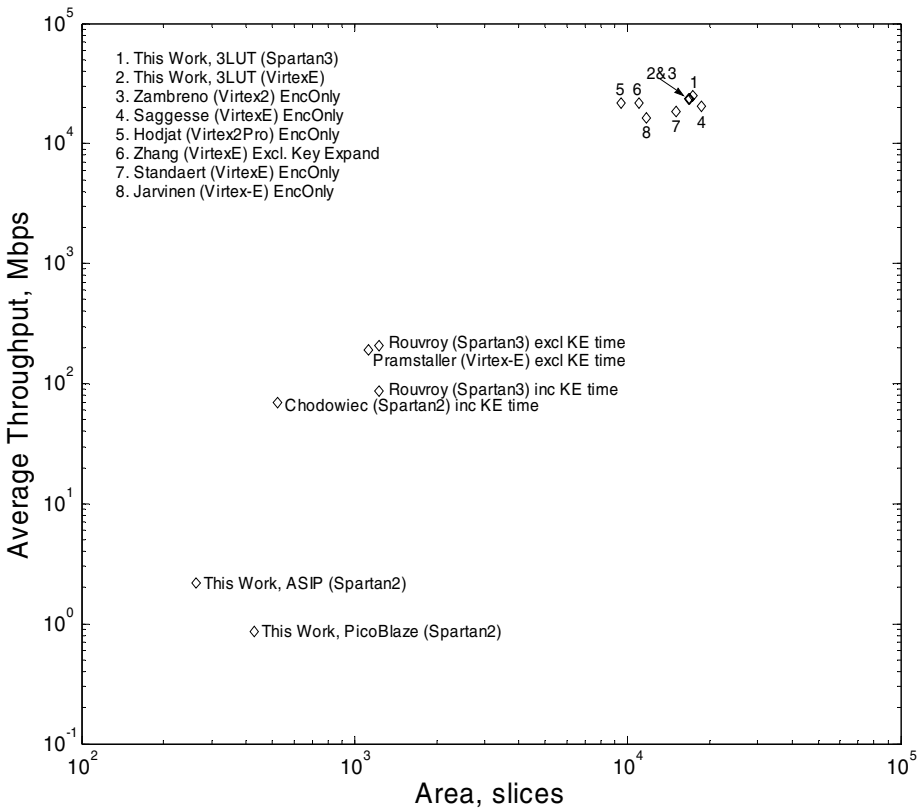 10^5
10^4
10^3
10^2
10^1
10^0
10^-1
Average Throughput, Mbps
1. This Work, 3LUT (Spartan3)
2. This Work, 3LUT (VirtexE)
3. Zambreno (Virtex2) EncOnly
4. Saggesse (VirtexE) EncOnly
5. Hodjat (Virtex2Pro) EncOnly
6. Zhang (VirtexE) Excl. Key Expand
7. Standaert (VirtexE) EncOnly
8. Jarvinen (Virtex-E) EncOnly
2&3
5 6 1
8 7 4
Rouvroy (Spartan3) excl KE time
Pramstaller (Virtex-E) excl KE time
Rouvroy (Spartan3) inc KE time
Chodowiec (Spartan2) inc KE time
This Work, ASIP (Spartan2)
This Work, PicoBlaze (Spartan2)
10^2 10^3 10^4 10^5
Area, slices